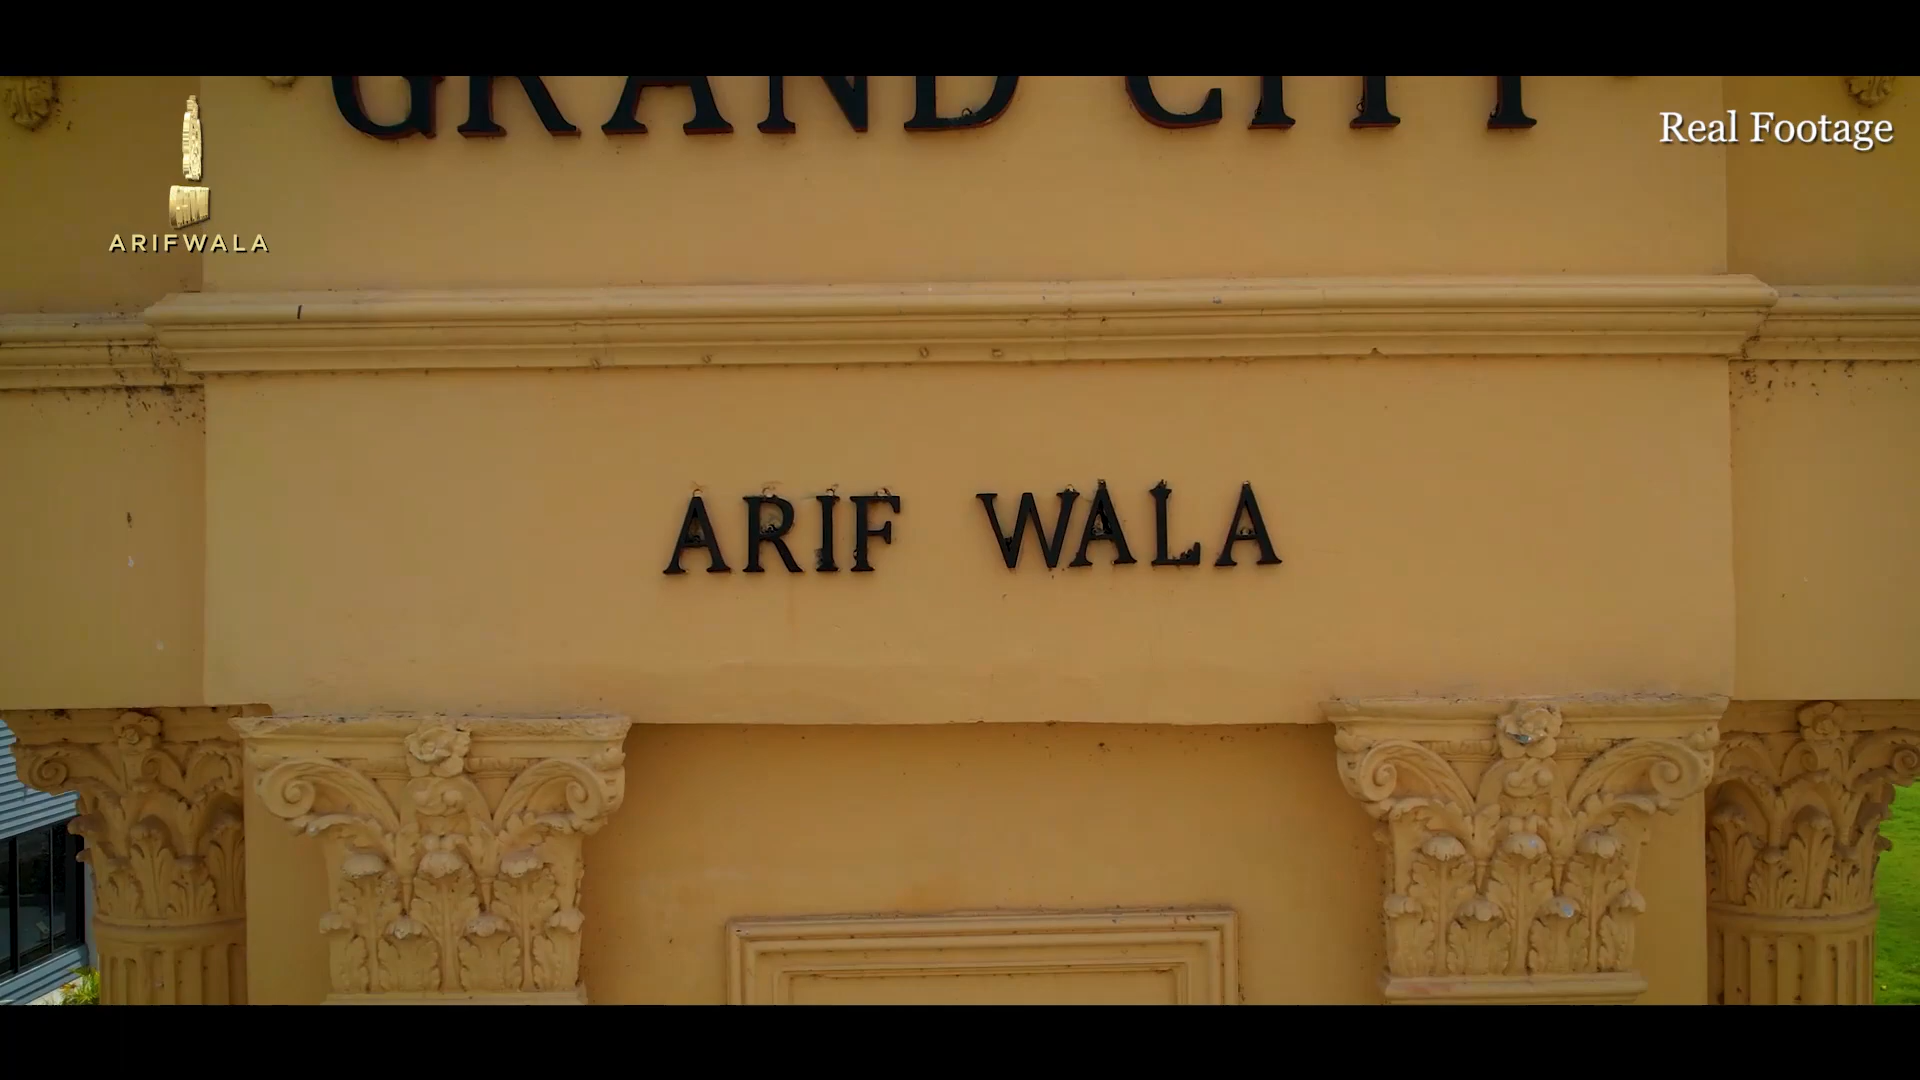 GRAND CITY
Real Footage
ARIFWALA
ARIF WALA